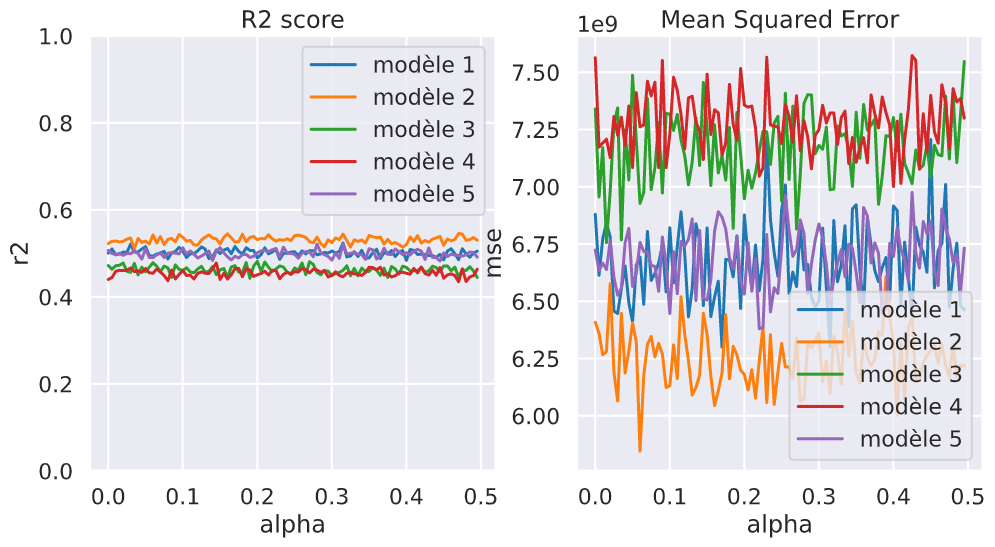 R2 score
1.0
0.8
0.6
0.4
0.2
0.0
r2
0.0 0.1 0.2 0.3 0.4 0.5
alpha
modèle 1
modèle 2
modèle 3
modèle 4
modèle 5
Mean Squared Error
1e9
7.50
7.25
7.00
6.75
6.50
6.25
6.00
mse
0.0 0.1 0.2 0.3 0.4 0.5
alpha
modèle 1
modèle 2
modèle 3
modèle 4
modèle 5